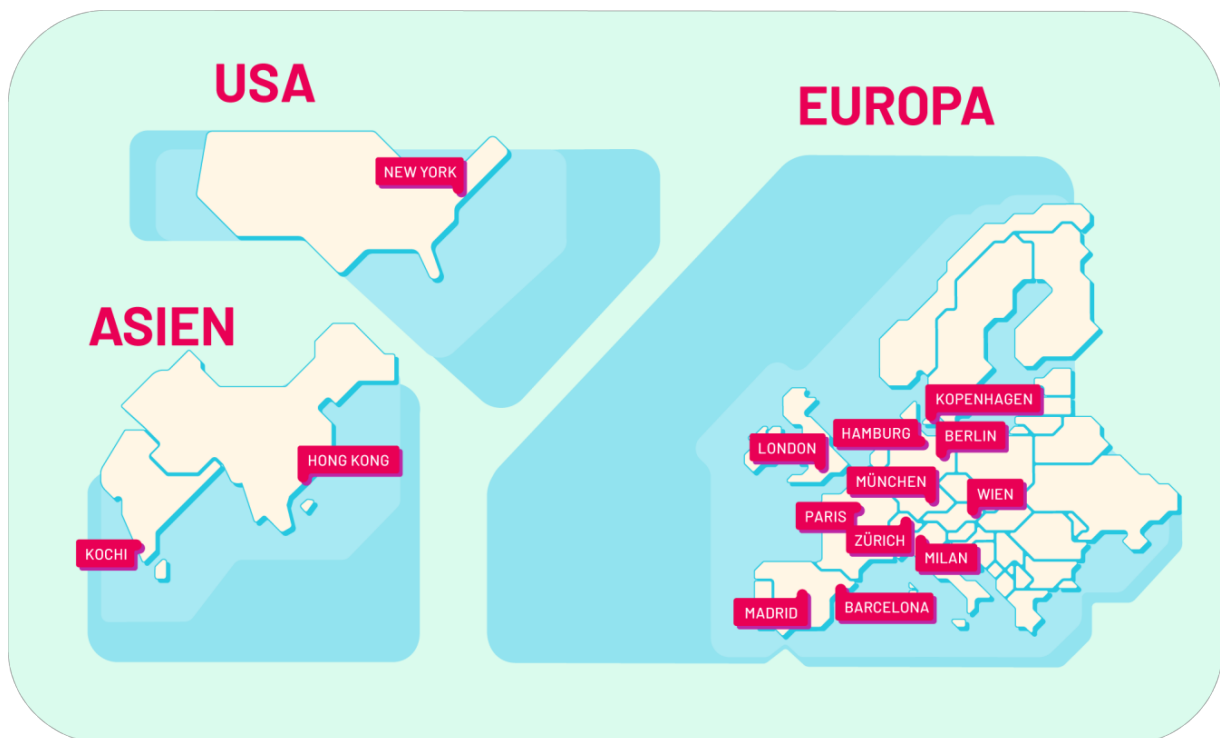 USA
NEW YORK
ASIEN
HONG KONG
KOCHI
EUROPA
KOPENHAGEN
HAMBURG
BERLIN
LONDON
MÜNCHEN
WIEN
PARIS
ZÜRICH
MILAN
MADRID
BARCELONA